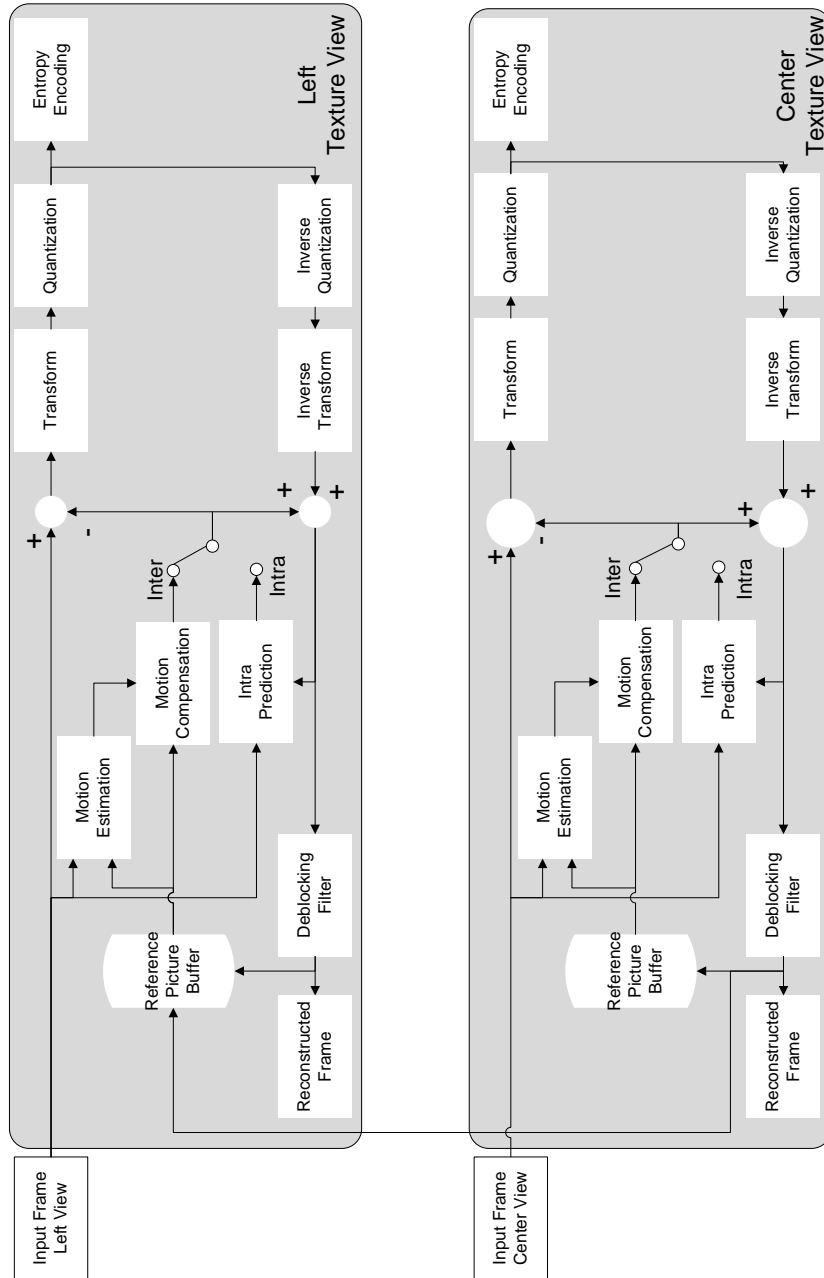 Input Frame
Left View
Reconstructed
Frame
Reference
Picture
Buffer
Deblocking
Filter
Motion
Estimation
Motion
Compensation
Intra
Prediction
Inter
Intra
+
-
+
+
Transform
Inverse
Transform
Quantization
Inverse
Quantization
Entropy
Encoding
Left
Texture View
Input Frame
Center View
Reconstructed
Frame
Reference
Picture
Buffer
Deblocking
Filter
Motion
Estimation
Motion
Compensation
Intra
Prediction
Inter
Intra
+
-
+
+
Transform
Inverse
Transform
Quantization
Inverse
Quantization
Entropy
Encoding
Center
Texture View